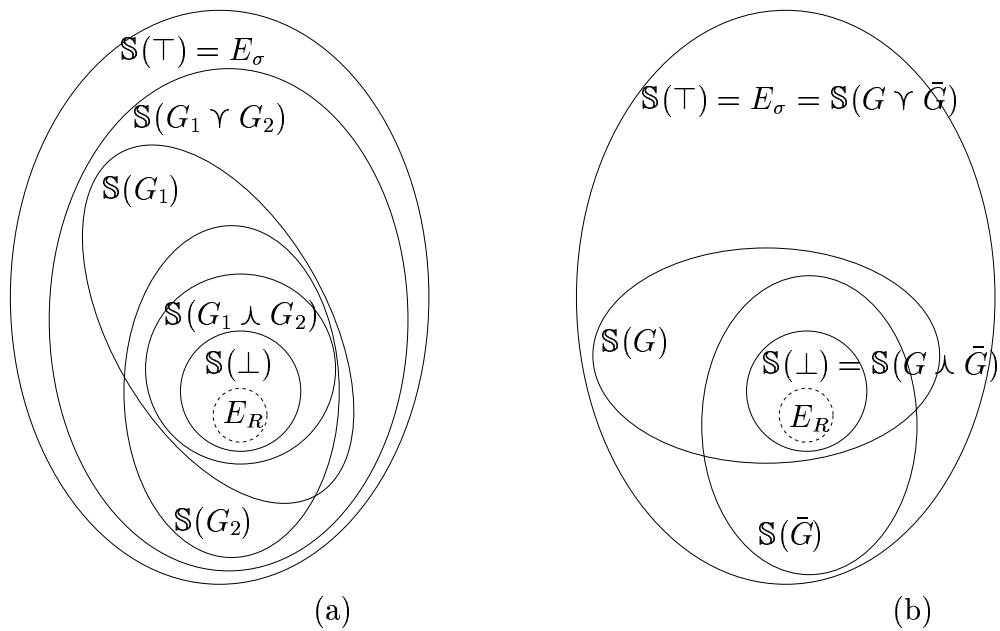 𝕊(⊤) = E_σ
𝕊(G₁ ⋎ G₂)
𝕊(G₁)
𝕊(G₁ ⋏ G₂)
𝕊(⊥)
E_R
𝕊(G₂)
(a)
𝕊(⊤) = E_σ = 𝕊(G ⋎ Ḡ)
𝕊(G)
𝕊(⊥) = 𝕊(G ⋏ Ḡ)
E_R
𝕊(Ḡ)
(b)